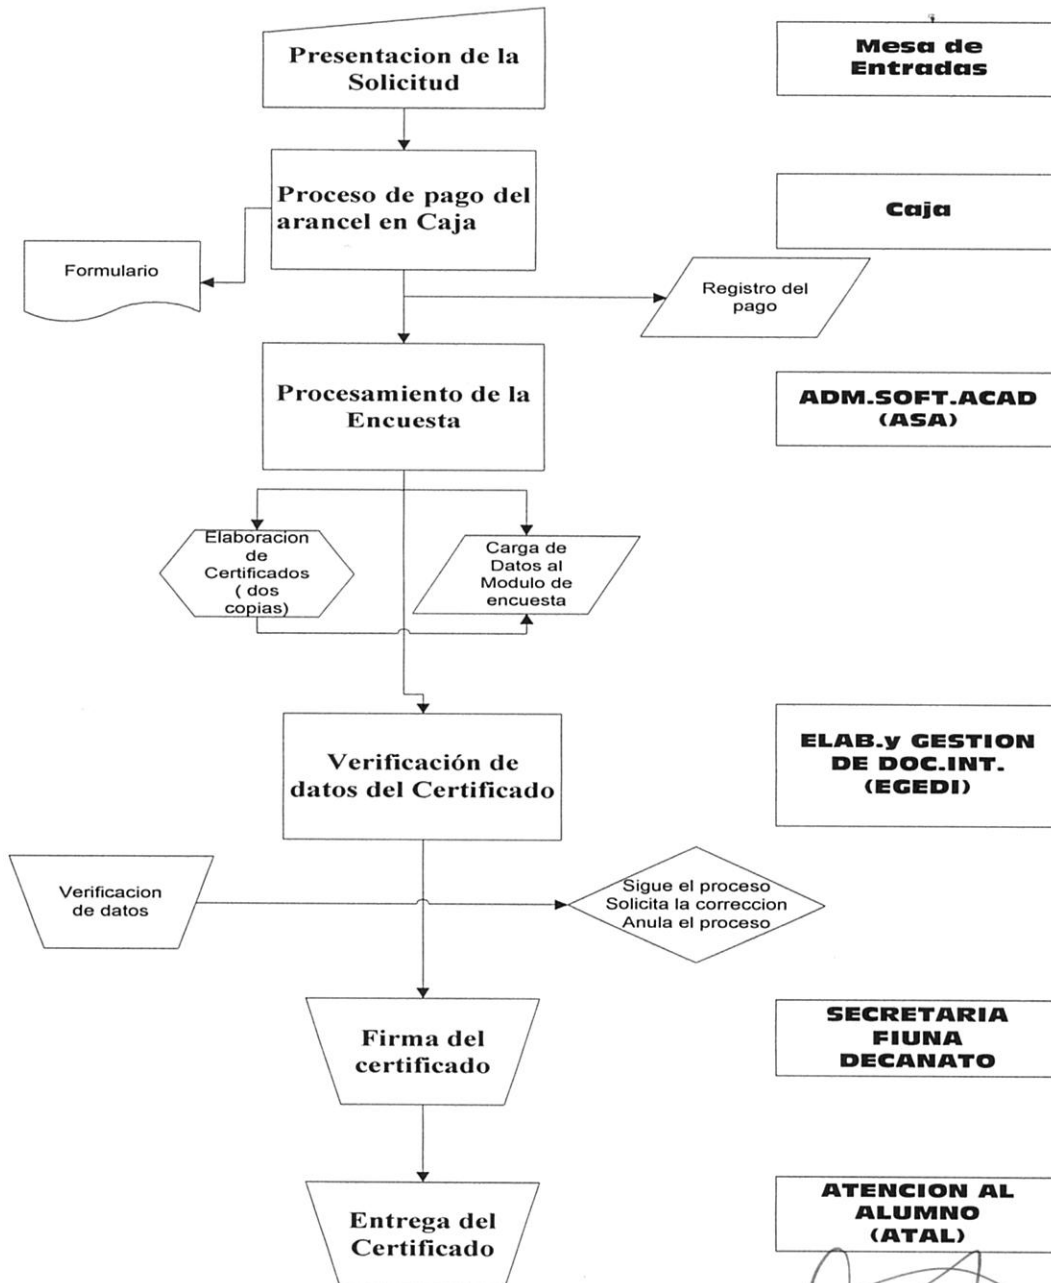 Presentacion de la
Solicitud
Mesa de
Entradas
Proceso de pago del
arancel en Caja
Caja
Formulario
Registro del
pago
Procesamiento de la
Encuesta
ADM.SOFT.ACAD
(ASA)
Elaboracion
de
Certificados
( dos
copias)
Carga de
Datos al
Modulo de
encuesta
Verificación de
datos del Certificado
ELAB.y GESTION
DE DOC.INT.
(EGEDI)
Verificacion
de datos
Sigue el proceso
Solicita la correccion
Anula el proceso
Firma del
certificado
SECRETARIA
FIUNA
DECANATO
Entrega del
Certificado
ATENCION AL
ALUMNO
(ATAL)